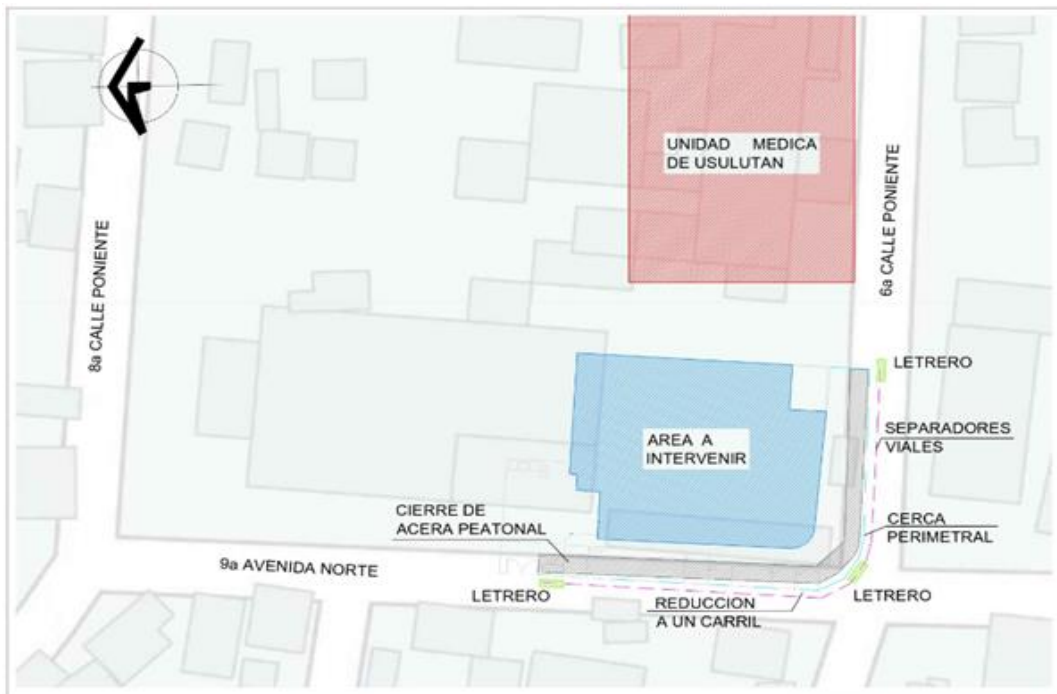 UNIDAD MEDICA
DE USULUTAN
8a CALLE PONIENTE
6a CALLE PONIENTE
LETRERO
AREA A
INTERVENIR
SEPARADORES
VIALES
CIERRE DE
ACERA PEATONAL
CERCA
PERIMETRAL
9a AVENIDA NORTE
LETRERO
REDUCCION
A UN CARRIL
LETRERO